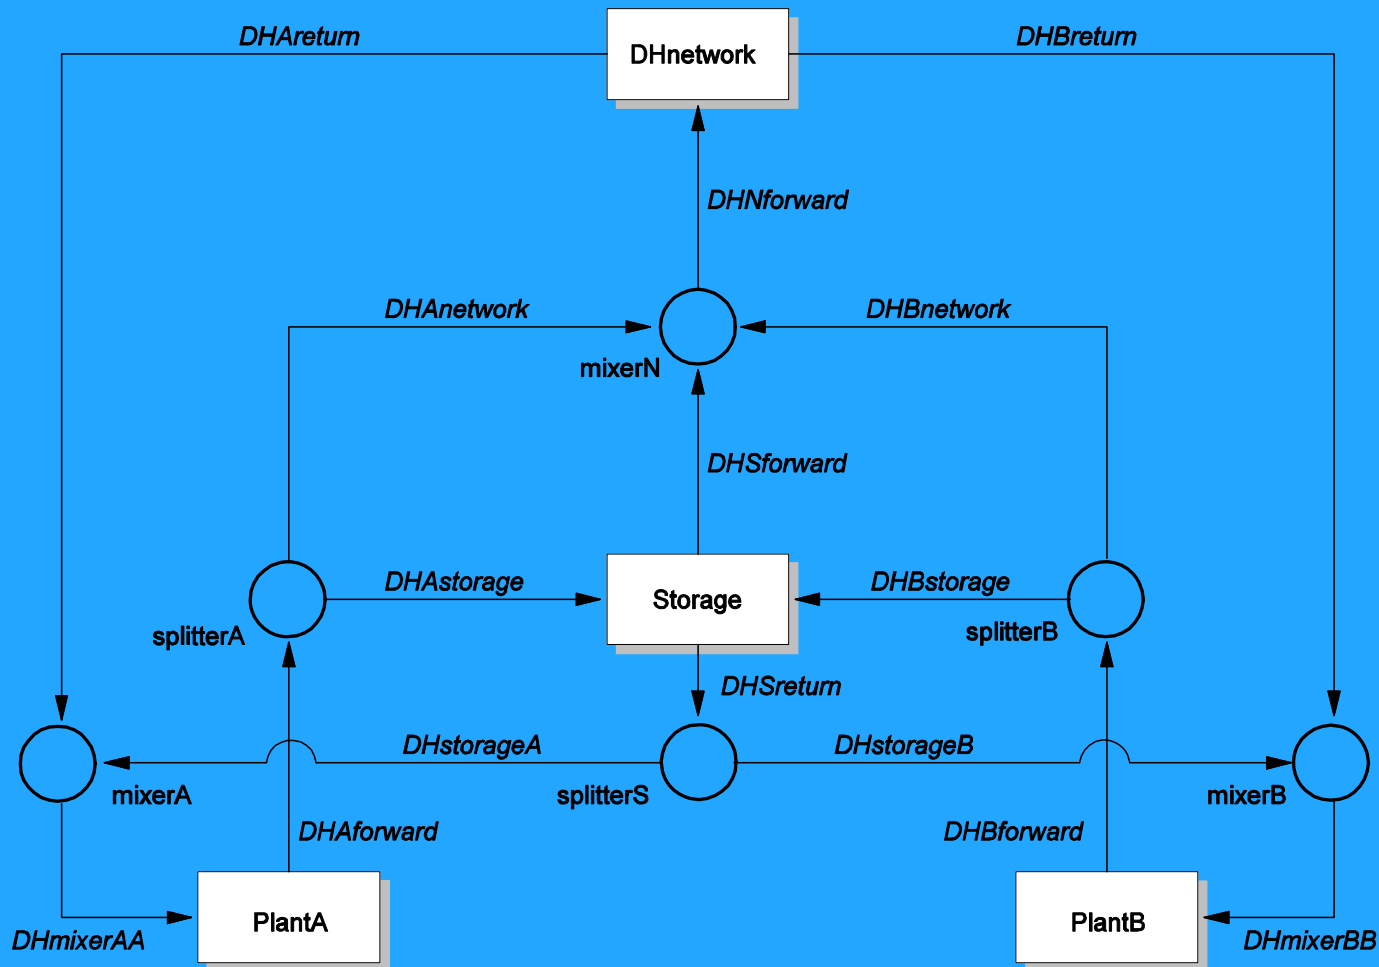 DHAreturn
DHnetwork
DHBreturn
DHNforward
DHAnetwork
DHBnetwork
mixerN
DHSforward
DHAstorage
Storage
DHBstorage
splitterA
splitterB
DHSreturn
DHstorageA
DHstorageB
mixerA
splitterS
mixerB
DHAforward
DHBforward
PlantA
PlantB
DHmixerAA
DHmixerBB